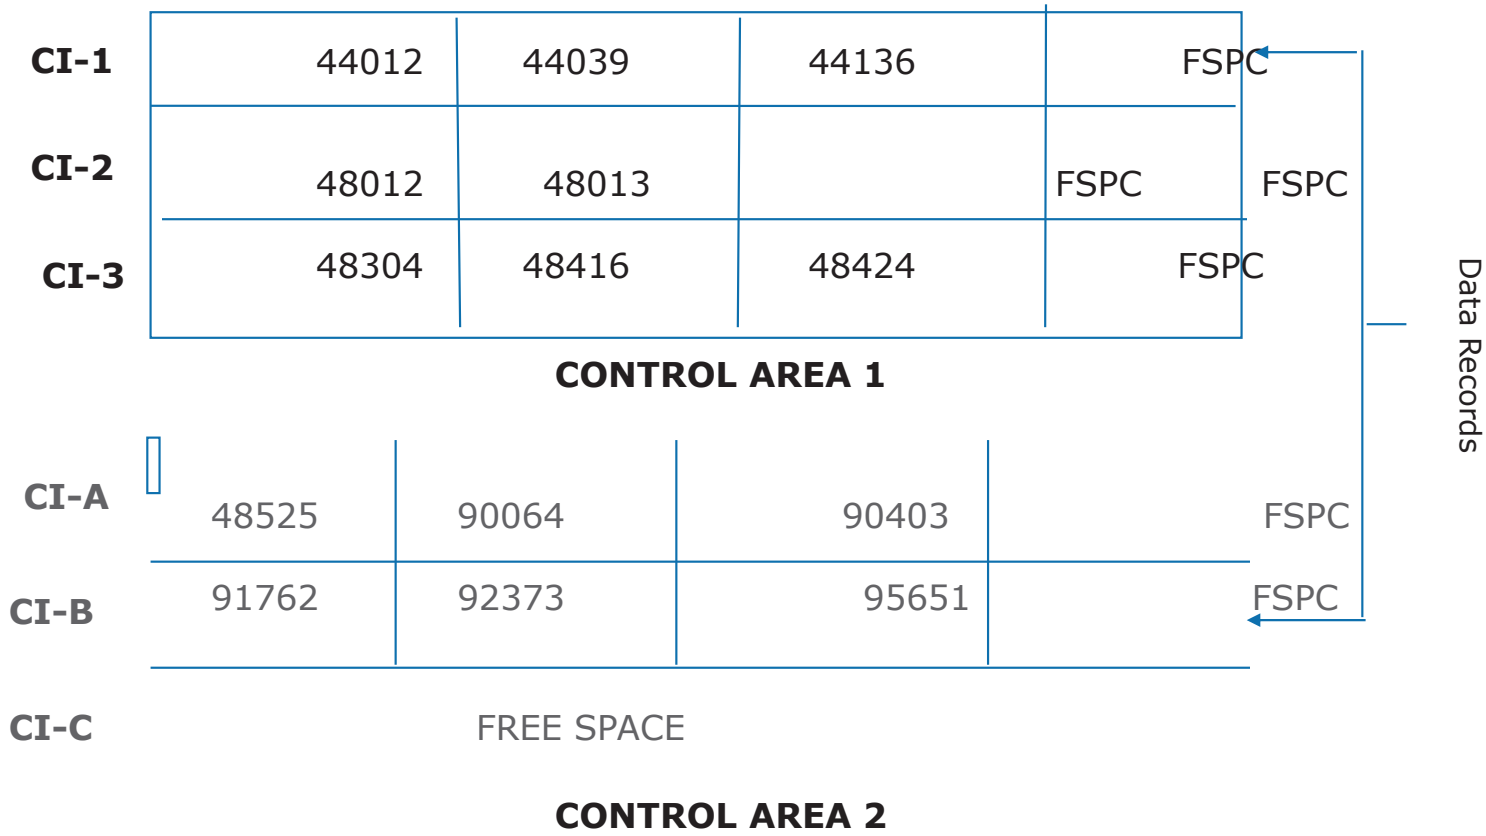 CI-1 44012 44039 44136 FSPC
CI-2 48012 48013 FSPC FSPC
CI-3 48304 48416 48424 FSPC
CONTROL AREA 1
Data Records
CI-A 48525 90064 90403 FSPC
CI-B 91762 92373 95651 FSPC
CI-C FREE SPACE
CONTROL AREA 2